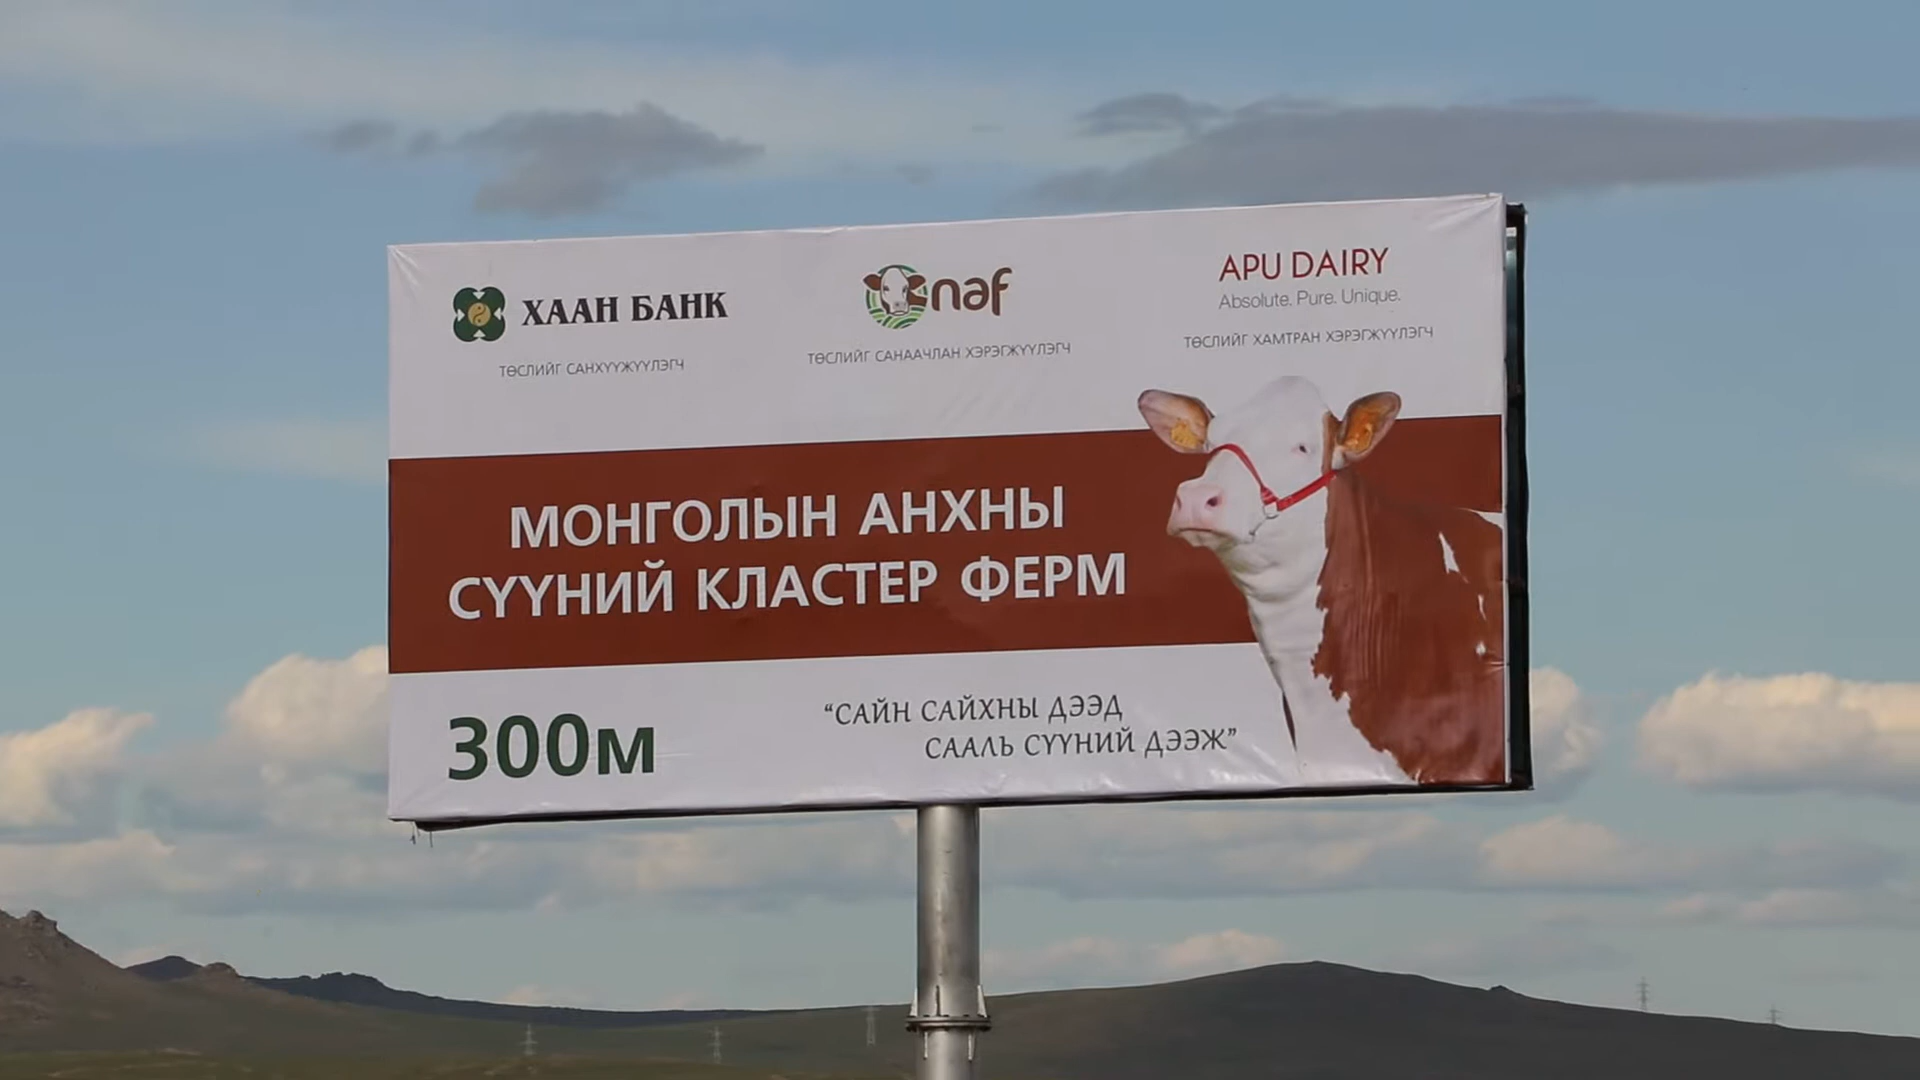 ХААН БАНК
ТӨСЛИЙГ САНХҮҮЖҮҮЛЭГЧ
naf
ТӨСЛИЙГ САНААЧЛАН ХЭРЭГЖҮҮЛЭГЧ
APU DAIRY
Absolute. Pure. Unique.
ТӨСЛИЙГ ХАМТРАН ХЭРЭГЖҮҮЛЭГЧ
МОНГОЛЫН АНХНЫ
СҮҮНИЙ КЛАСТЕР ФЕРМ
300м
“САЙН САЙХНЫ ДЭЭД
СААЛЬ СҮҮНИЙ ДЭЭЖ”